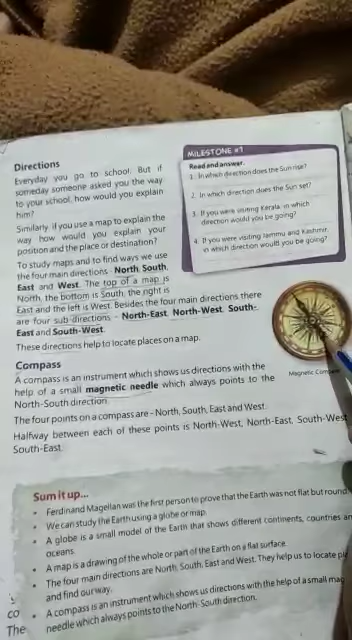 Directions
Everyday you go to school. But if
someday someone asked you the way
to your school, how would you explain
him?
Similarly if you use a map to explain the
way how would you explain your
position and the place or destination?
To study maps and to find ways we use
the four main directions - North, South,
East and West. The top of a map is
North, the bottom is South, the right is
East and the left is West. Besides the four main directions there
are four sub directions - North-East, North-West, South-
East and South-West.
These directions help to locate places on a map.
MILESTONE #1
Read and answer.
1. In which direction does the Sun rise?
2. In which direction does the Sun set?
3. If you were visiting Kerala, in which
direction would you be going?
4. If you were visiting Jammu and Kashmir,
in which direction would you be going?
Compass
A compass is an instrument which shows us directions with the
help of a small magnetic needle which always points to the
North-South direction.
The four points on a compass are - North, South, East and West.
Halfway between each of these points is North-West, North-East, South-West
South-East.
Magnetic Comp
Sum it up...
• Ferdinand Magellan was the first person to prove that the Earth was not flat but round
• We can study the Earth using a globe or map.
• A globe is a small model of the Earth that shows different continents, countries an
oceans.
• A map is a drawing of the whole or part of the Earth on a flat surface.
• The four main directions are North, South, East and West. They help us to locate pl
and find our way.
• A compass is an instrument which shows us directions with the help of a small mag
needle which always points to the North-South direction.
co
The